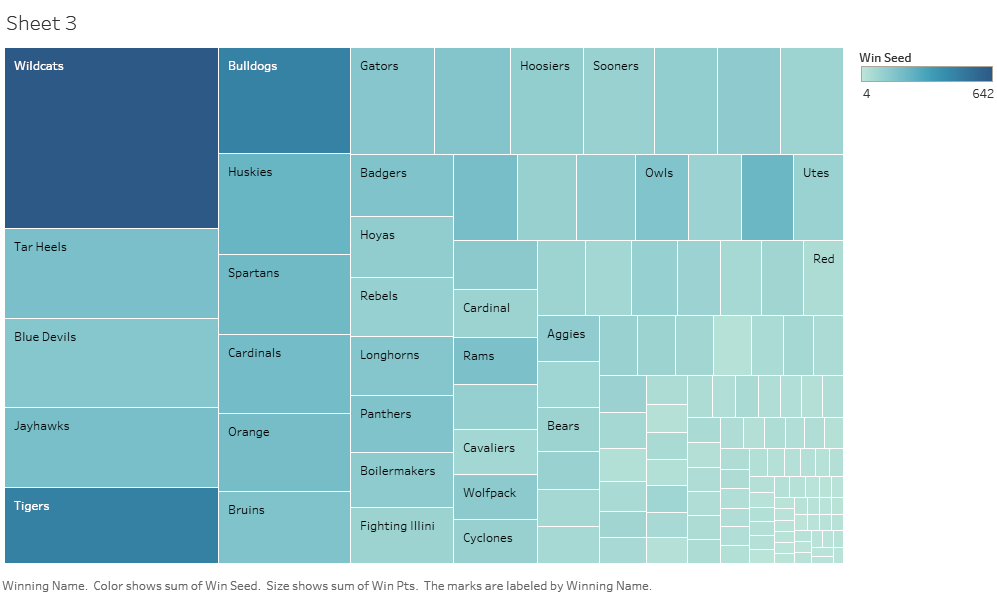 Sheet 3
Wildcats
Tar Heels
Blue Devils
Jayhawks
Tigers
Bulldogs
Huskies
Spartans
Cardinals
Orange
Bruins
Gators
Hoosiers
Sooners
Badgers
Hoyas
Rebels
Longhorns
Panthers
Boilermakers
Fighting Illini
Owls
Utes
Cardinal
Rams
Cavaliers
Wolfpack
Cyclones
Red
Aggies
Bears
Win Seed
4 642
Winning Name. Color shows sum of Win Seed. Size shows sum of Win Pts. The marks are labeled by Winning Name.